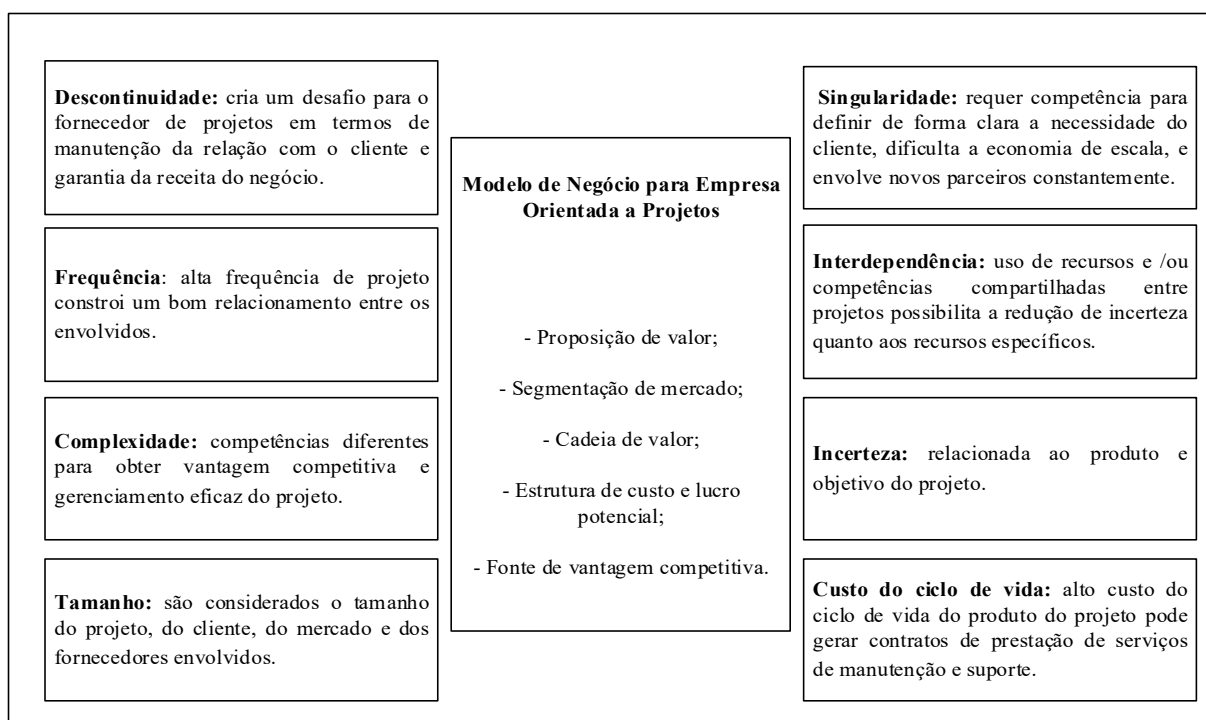 Descontinuidade: cria um desafio para o
fornecedor de projetos em termos de
manutenção da relação com o cliente e
garantia da receita do negócio.
Frequência: alta frequência de projeto
constroi um bom relacionamento entre os
envolvidos.
Complexidade: competências diferentes
para obter vantagem competitiva e
gerenciamento eficaz do projeto.
Tamanho: são considerados o tamanho
do projeto, do cliente, do mercado e dos
fornecedores envolvidos.
Modelo de Negócio para Empresa
Orientada a Projetos
- Proposição de valor;
- Segmentação de mercado;
- Cadeia de valor;
- Estrutura de custo e lucro
potencial;
- Fonte de vantagem competitiva.
Singularidade: requer competência para
definir de forma clara a necessidade do
cliente, dificulta a economia de escala, e
envolve novos parceiros constantemente.
Interdependência: uso de recursos e /ou
competências compartilhadas entre
projetos possibilita a redução de incerteza
quanto aos recursos específicos.
Incerteza: relacionada ao produto e
objetivo do projeto.
Custo do ciclo de vida: alto custo do
ciclo de vida do produto do projeto pode
gerar contratos de prestação de serviços
de manutenção e suporte.